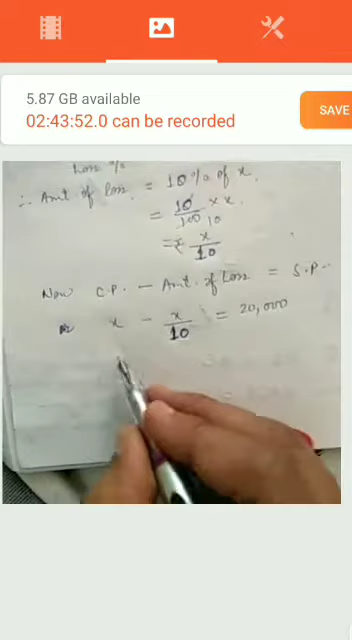 5.87 GB available
02:43:52.0 can be recorded
SAVE
Loss %
∴ Amt of loss = 10% of x.
= 10/100 × x
10
= ₹ x/10
Now C.P. – Amt. of Loss = S.P.
x – x/10 = 20,000